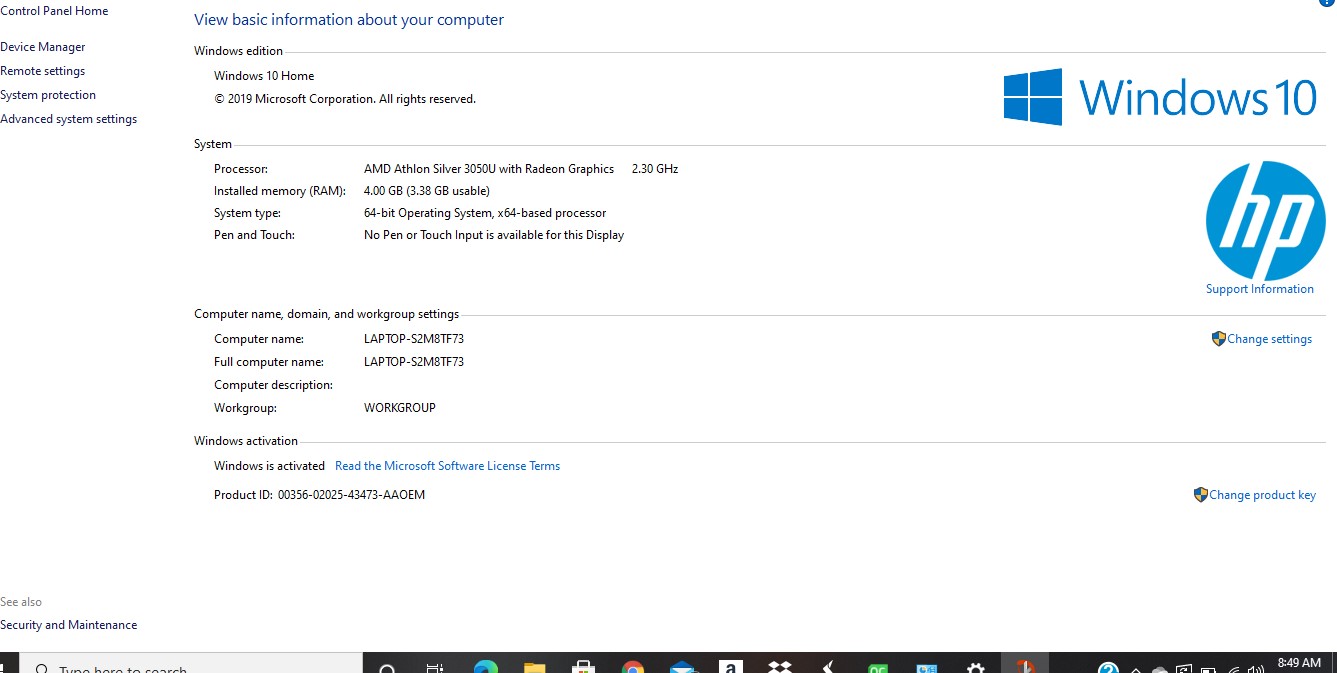 Control Panel Home
Device Manager
Remote settings
System protection
Advanced system settings
View basic information about your computer
Windows edition
Windows 10 Home
© 2019 Microsoft Corporation. All rights reserved.
Windows 10
System
Processor: AMD Athlon Silver 3050U with Radeon Graphics 2.30 GHz
Installed memory (RAM): 4.00 GB (3.38 GB usable)
System type: 64-bit Operating System, x64-based processor
Pen and Touch: No Pen or Touch Input is available for this Display
hp
Support Information
Computer name, domain, and workgroup settings
Computer name: LAPTOP-S2M8TF73
Change settings
Full computer name: LAPTOP-S2M8TF73
Computer description:
Workgroup: WORKGROUP
Windows activation
Windows is activated Read the Microsoft Software License Terms
Product ID: 00356-02025-43473-AAOEM
Change product key
See also
Security and Maintenance
Type here to search
a
8:49 AM